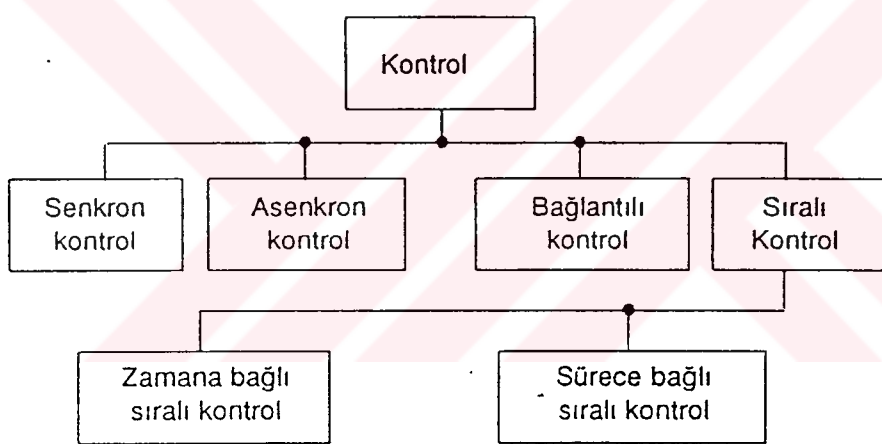 Kontrol
Senkron
kontrol
Asenkron
kontrol
Bağlantılı
kontrol
Sıralı
Kontrol
Zamana bağlı
sıralı kontrol
Sürece bağlı
sıralı kontrol